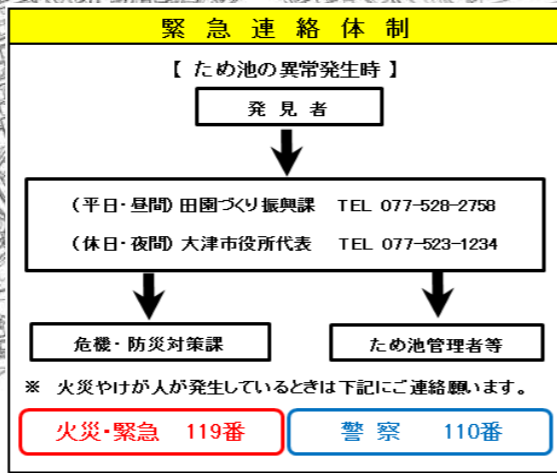 緊急連絡体制
【ため池の異常発生時】
発見者
(平日・昼間)田園づくり振興課 TEL 077-528-2758
(休日・夜間)大津市役所代表 TEL 077-523-1234
危機・防災対策課
ため池管理者等
※ 火災やけが人が発生しているときは下記にご連絡願います。
火災・緊急 119番
警察 110番